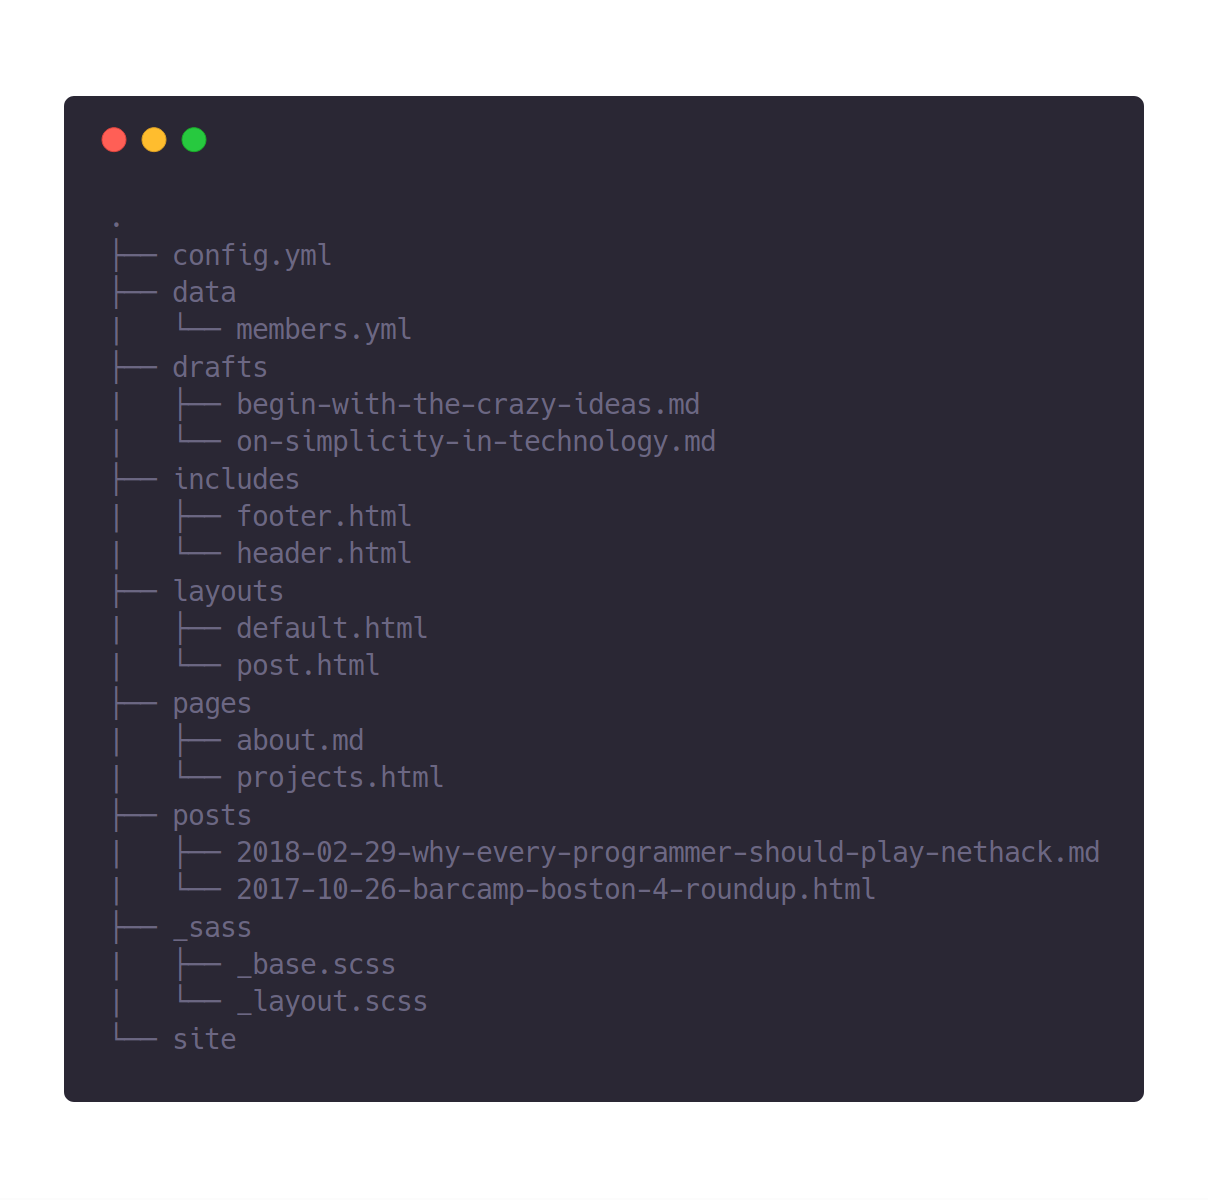 .
├── config.yml
├── data
|   └── members.yml
├── drafts
|   ├── begin-with-the-crazy-ideas.md
|   └── on-simplicity-in-technology.md
├── includes
|   ├── footer.html
|   └── header.html
├── layouts
|   ├── default.html
|   └── post.html
├── pages
|   ├── about.md
|   └── projects.html
├── posts
|   ├── 2018-02-29-why-every-programmer-should-play-nethack.md
|   └── 2017-10-26-barcamp-boston-4-roundup.html
├── _sass
|   ├── _base.scss
|   └── _layout.scss
└── site